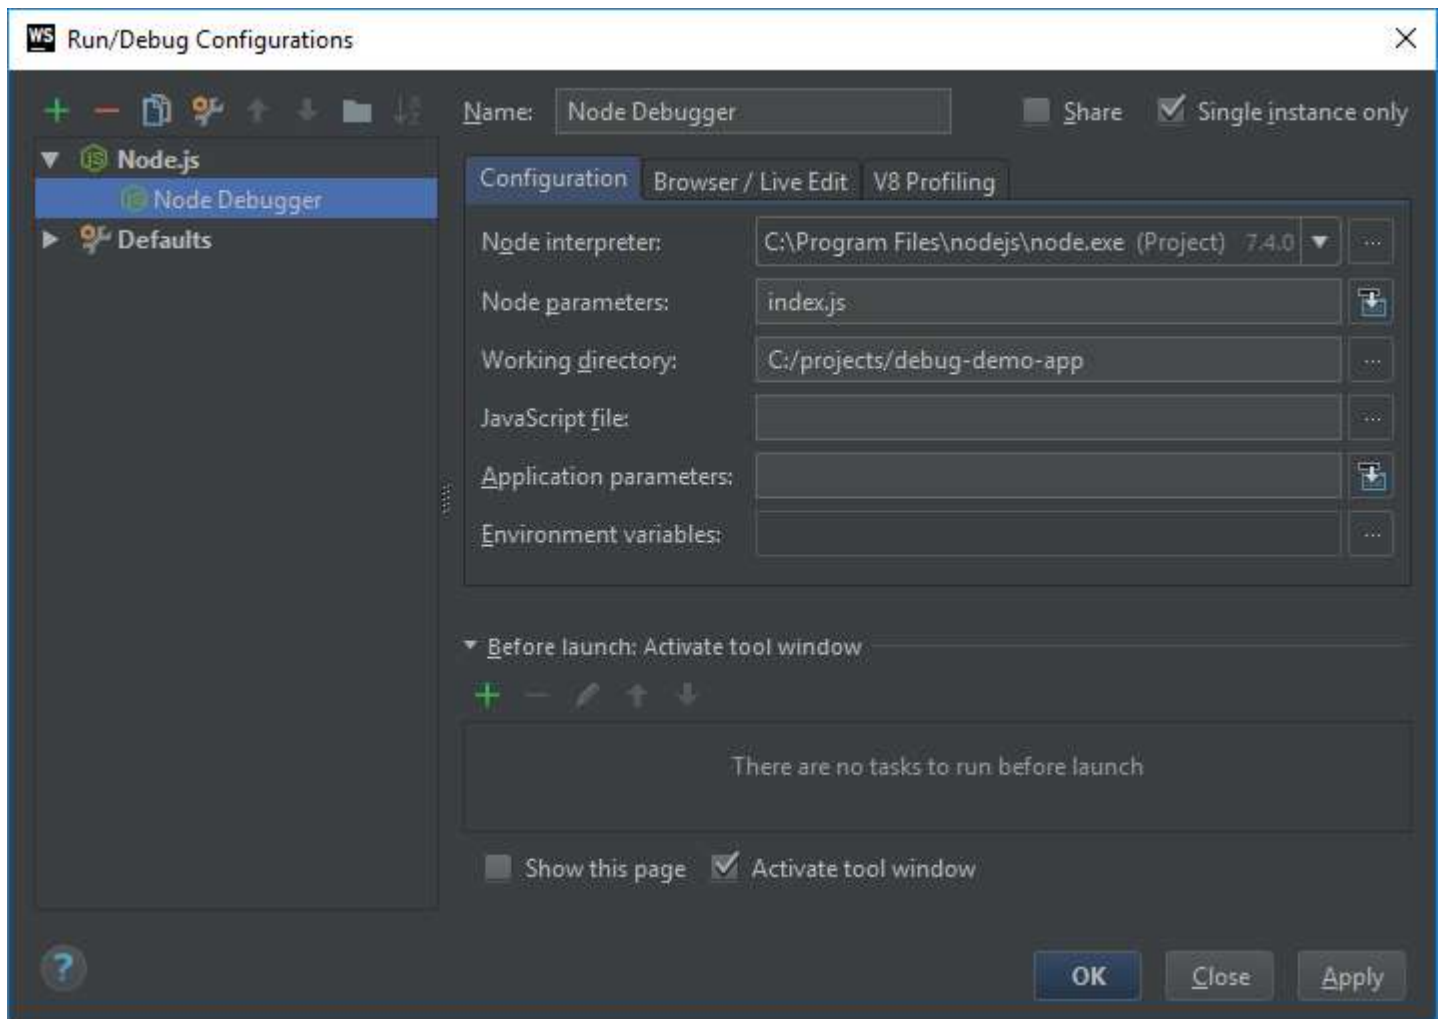 WS Run/Debug Configurations
Name: Node Debugger Share Single instance only
JS Node.js
Node Debugger
Defaults
Configuration Browser / Live Edit V8 Profiling
Node interpreter: C:\Program Files\nodejs\node.exe (Project) 7.4.0 ...
Node parameters: index.js
Working directory: C:/projects/debug-demo-app ...
JavaScript file: ...
Application parameters:
Environment variables: ...
Before launch: Activate tool window
There are no tasks to run before launch
Show this page Activate tool window
? OK Close Apply